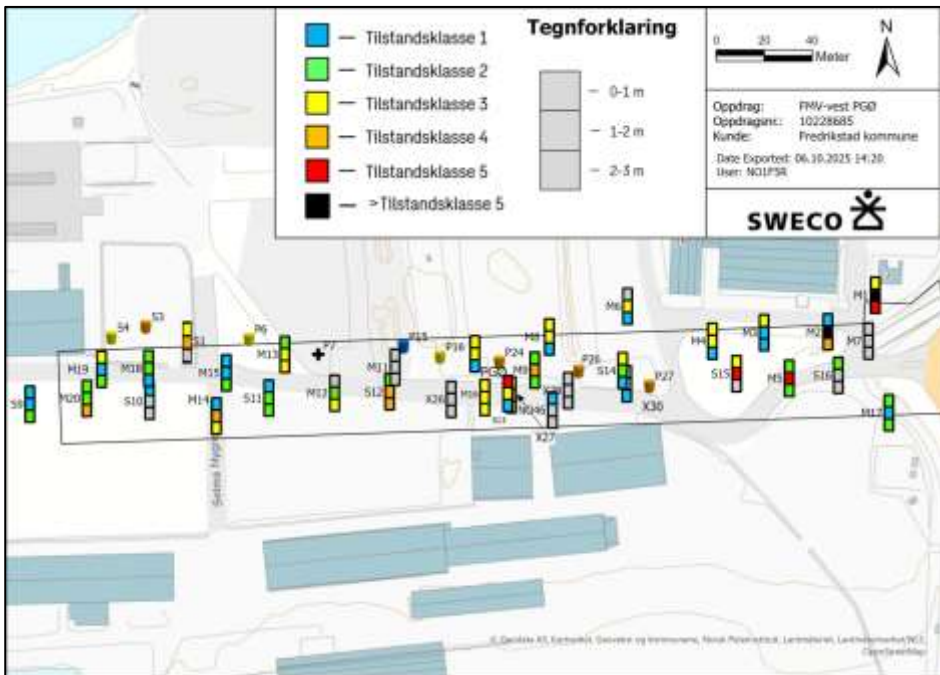 Tilstandsklasse 1
Tilstandsklasse 2
Tilstandsklasse 3
Tilstandsklasse 4
Tilstandsklasse 5
>Tilstandsklasse 5
Tegnforklaring
0-1 m
1-2 m
2-3 m
0 20 40
Meter
N
Oppdrag: FMV-vest PGØ
Oppdragsnr.: 10228685
Kunde: Fredrikstad kommune
Date Exported: 06.10.2025 14:20
User: NO1FSR
SWECO
S4
S3
S1
P6
M13
P7
P15
P16
M8
M6
M1
M19
M18
M15
M11
P24
M9
P26
S14
M4
M3
M2
M7
M20
S10
M14
S11
M12
S12
X26
M10
P27
S15
M5
S16
S9
X27
X30
M17